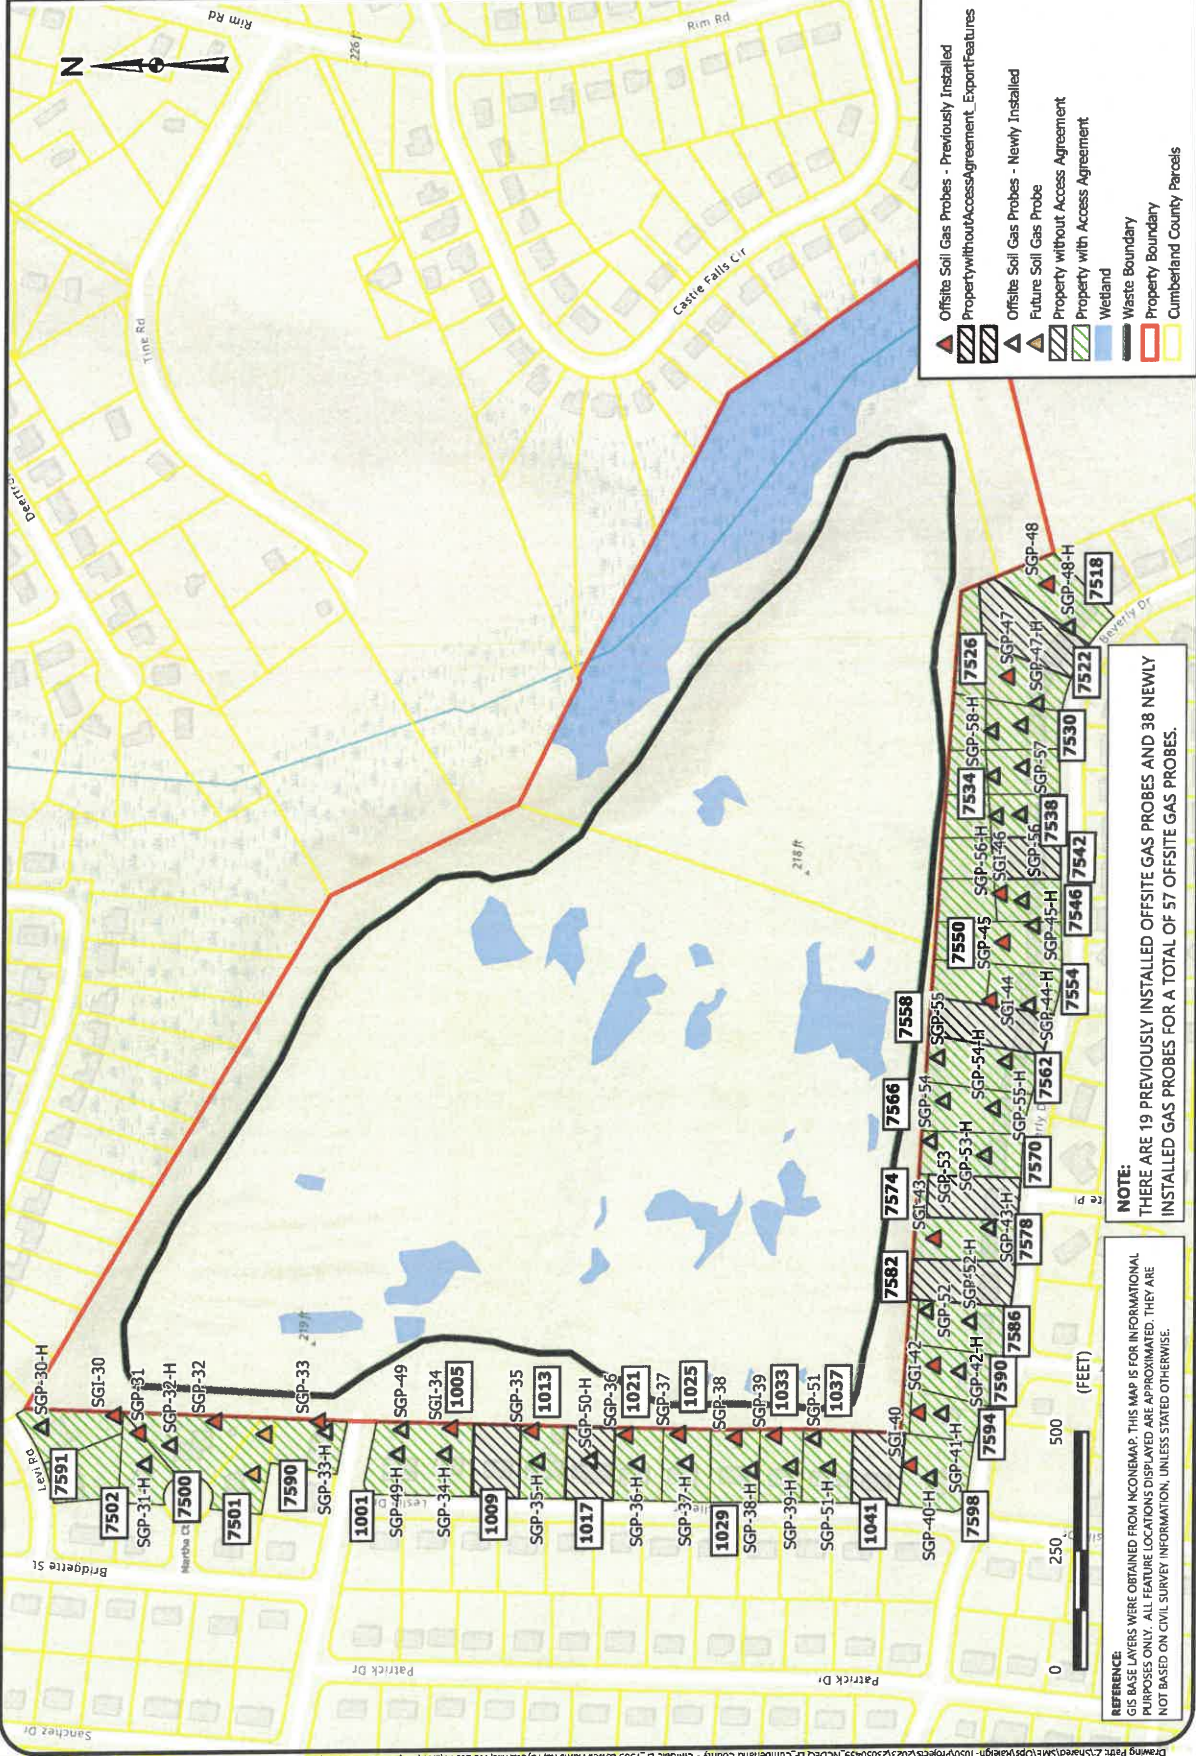 Rim Rd
N
226 ft
Rim Rd
Tine Rd
Castle Falls Cir
Levi Rd
Bridgette St
Martha Ct
Patrick Dr
Patrick Dr
Sanchez Dr
Beverly Dr
219 ft
218 ft
SGP-30-H
SGI-30
SGP-31
SGP-32-H
SGP-32
SGP-33
SGP-49
SGI-34
SGP-35
SGP-50-H
SGP-36
SGP-37
SGP-38
SGP-39
SGP-51
SGP-31-H
SGP-33-H
SGP-49-H
SGP-34-H
SGP-35-H
SGP-36-H
SGP-37-H
SGP-38-H
SGP-39-H
SGP-51-H
SGP-40-H
7591
7502
7500
7501
7590
1001
1005
1009
1013
1017
1021
1025
1029
1033
1037
1041
SGI-40
SGP-41-H
SGI-42
SGP-42-H
SGP-52
SGP-52-H
SGI-43
SGP-43-H
SGP-53
SGP-53-H
SGP-54
SGP-54-H
SGP-55
SGP-55-H
SGI-44
SGP-44-H
SGP-45
SGP-45-H
SGI-46
SGP-56-H
SGP-56
SGP-57
SGP-58-H
SGP-47
SGP-47-H
SGP-48
SGP-48-H
7598
7594
7590
7586
7582
7578
7574
7570
7566
7562
7558
7554
7550
7546
7542
7538
7534
7530
7526
7522
7518
Offsite Soil Gas Probes - Previously Installed
PropertywithoutAccessAgreement_ExportFeatures
Offsite Soil Gas Probes - Newly Installed
Future Soil Gas Probe
Property without Access Agreement
Property with Access Agreement
Wetland
Waste Boundary
Property Boundary
Cumberland County Parcels
0 250 500
(FEET)
REFERENCE:
GIS BASE LAYERS WERE OBTAINED FROM NCONEMAP. THIS MAP IS FOR INFORMATIONAL
PURPOSES ONLY. ALL FEATURE LOCATIONS DISPLAYED ARE APPROXIMATED. THEY ARE
NOT BASED ON CIVIL SURVEY INFORMATION, UNLESS STATED OTHERWISE.
NOTE:
THERE ARE 19 PREVIOUSLY INSTALLED OFFSITE GAS PROBES AND 38 NEWLY
INSTALLED GAS PROBES FOR A TOTAL OF 57 OFFSITE GAS PROBES.